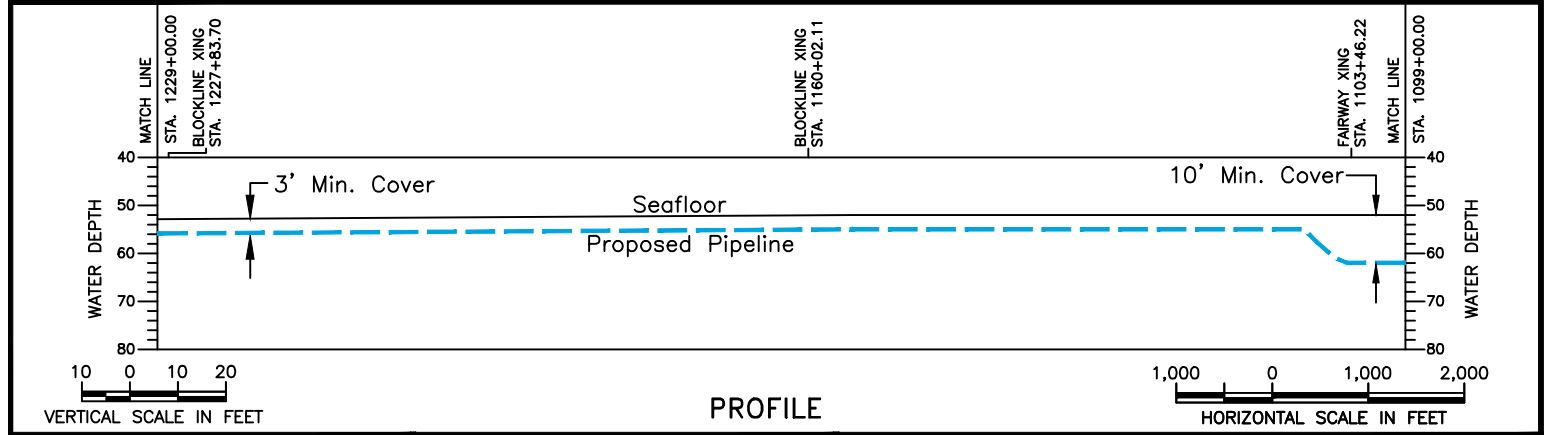 MATCH LINE
STA. 1229+00.00
BLOCKLINE XING
STA. 1227+83.70
BLOCKLINE XING
STA. 1160+02.11
FAIRWAY XING
STA. 1103+46.22
MATCH LINE
STA. 1099+00.00
40
50
60
70
80
WATER DEPTH
3' Min. Cover
Seafloor
Proposed Pipeline
10' Min. Cover
40
50
60
70
80
WATER DEPTH
10 0 10 20
VERTICAL SCALE IN FEET
PROFILE
1,000 0 1,000 2,000
HORIZONTAL SCALE IN FEET